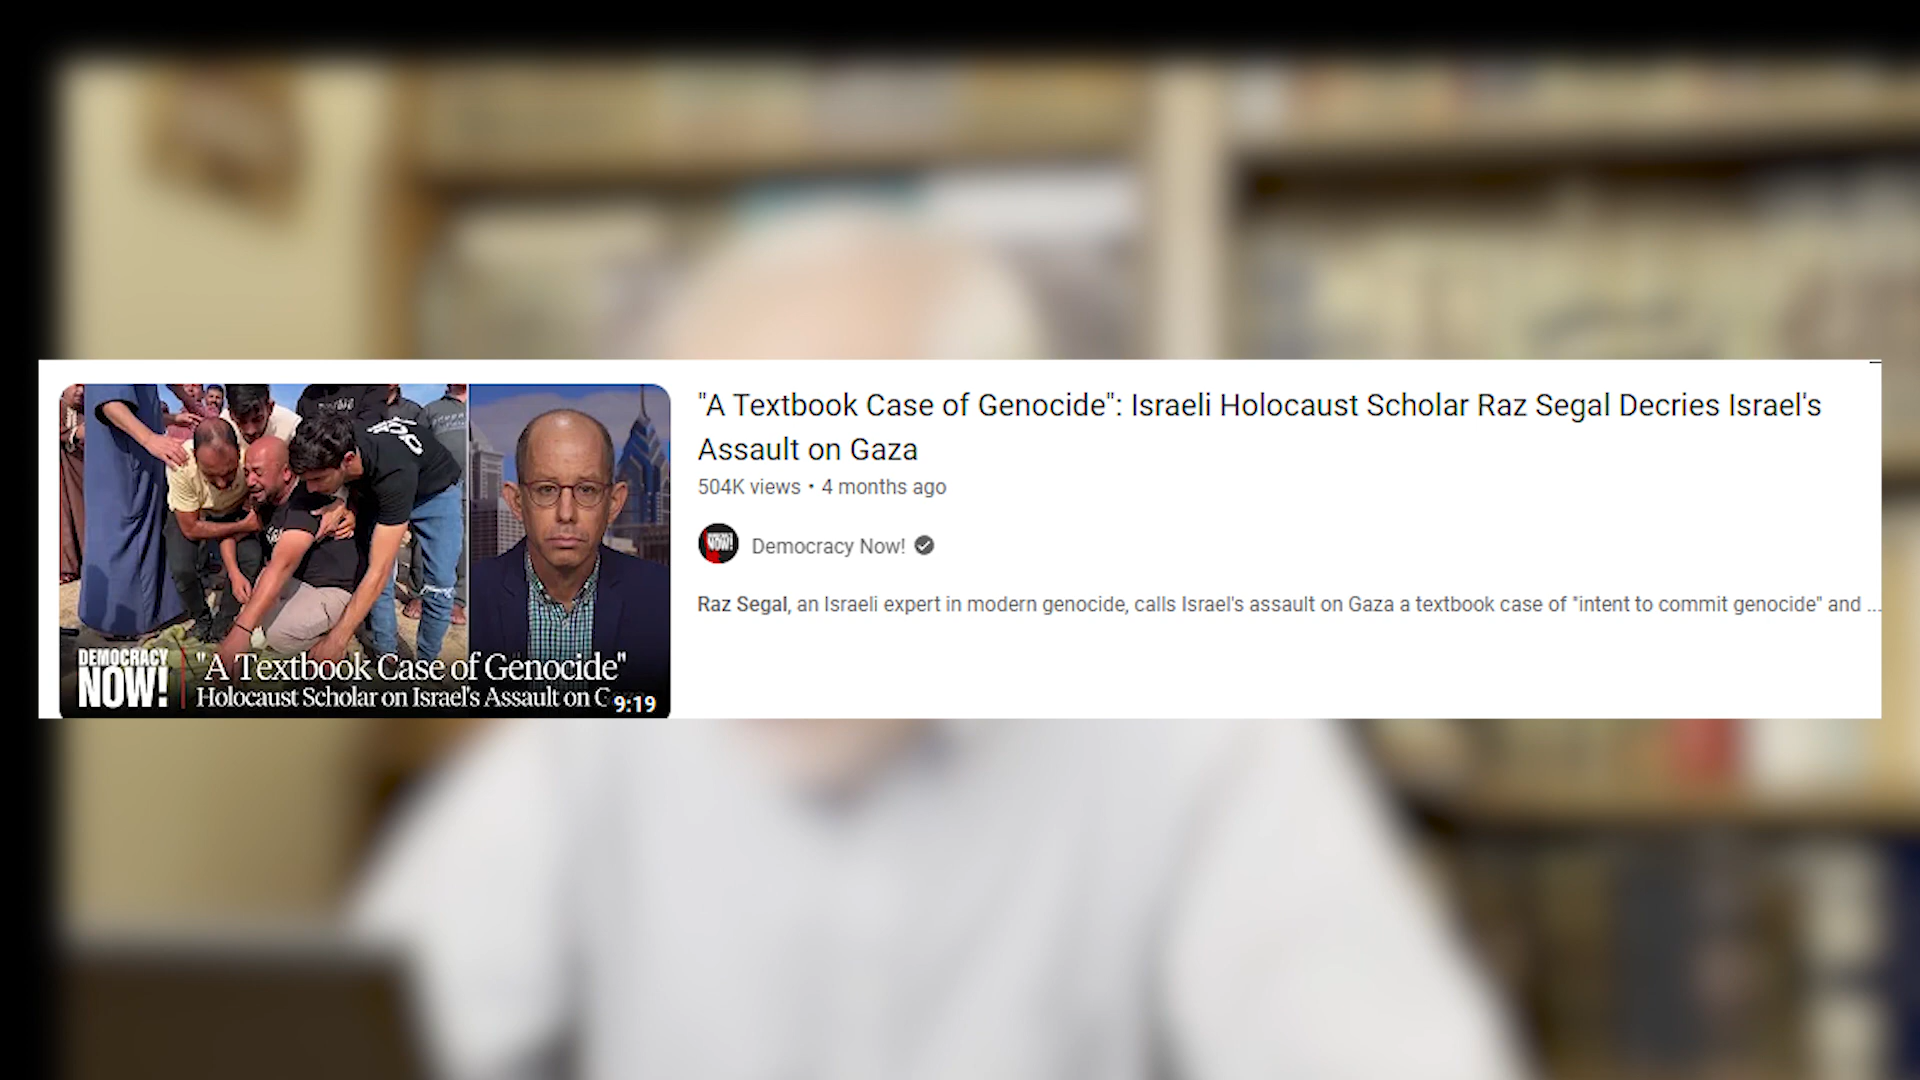 "A Textbook Case of Genocide": Israeli Holocaust Scholar Raz Segal Decries Israel's
Assault on Gaza
504K views • 4 months ago
NOW!
Democracy Now!
Raz Segal, an Israeli expert in modern genocide, calls Israel's assault on Gaza a textbook case of "intent to commit genocide" and ...
DEMOCRACY
NOW!
"A Textbook Case of Genocide"
Holocaust Scholar on Israel's Assault on G
9:19